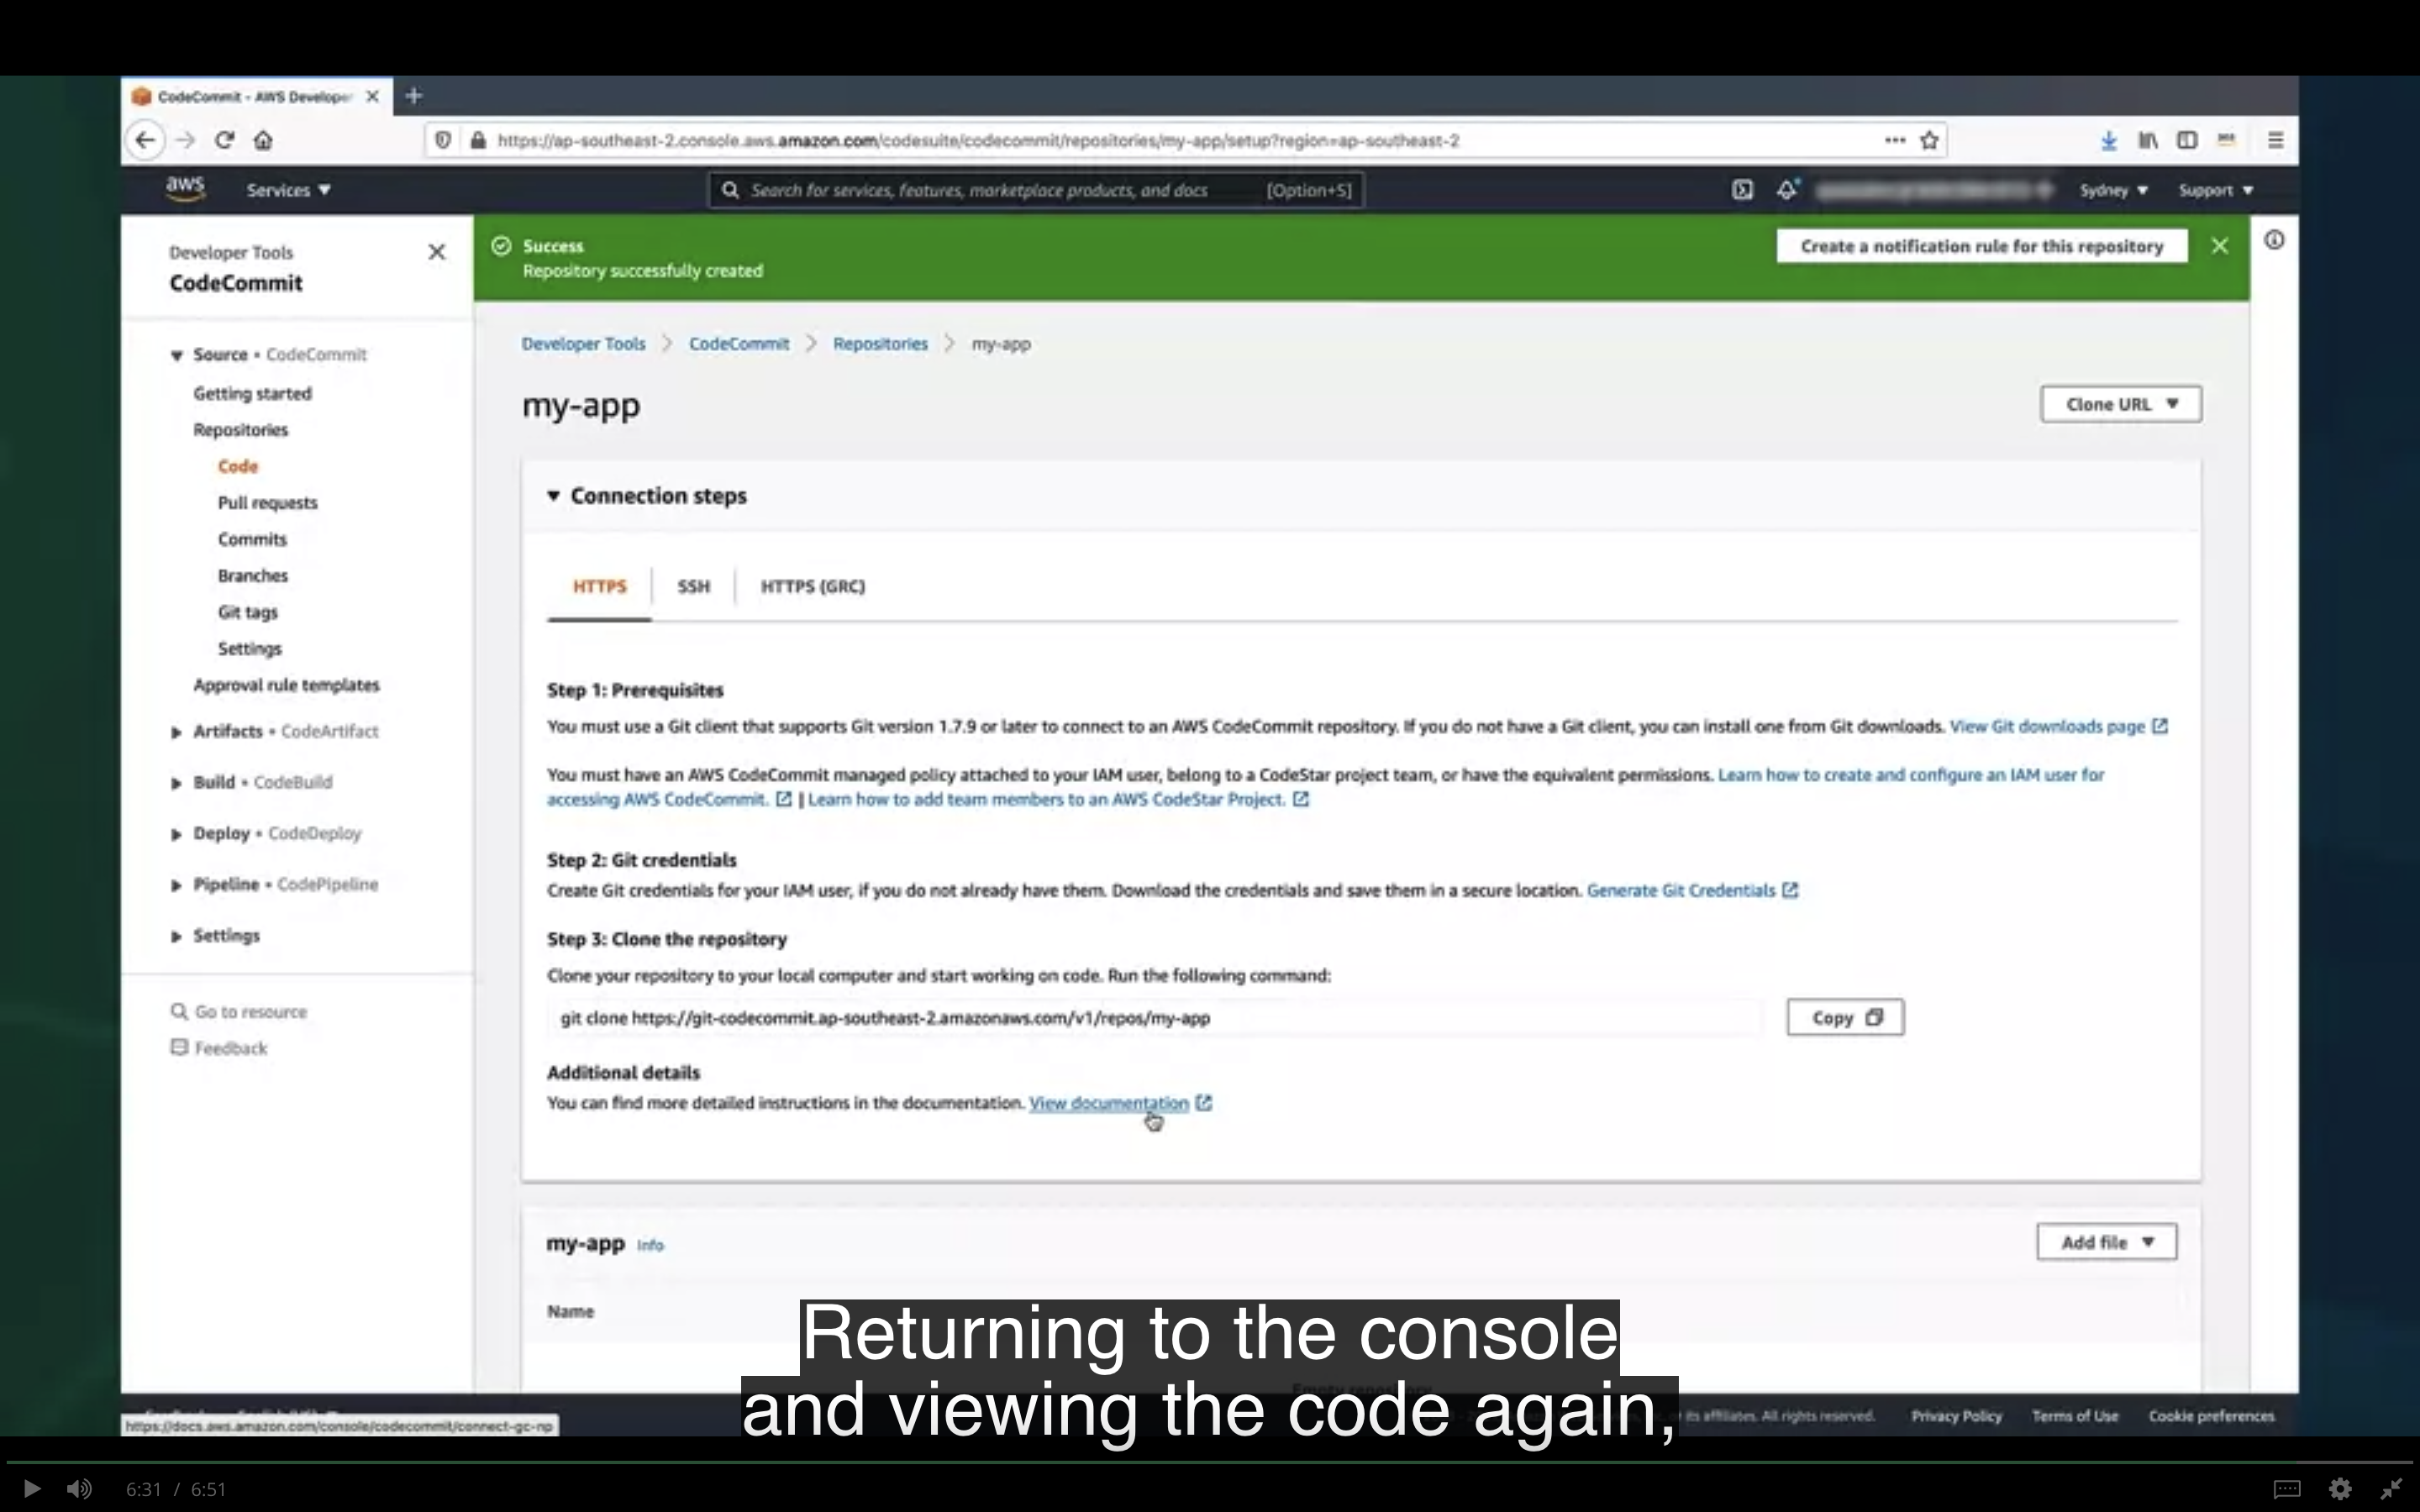 CodeCommit - AWS Developer
https://ap-southeast-2.console.aws.amazon.com/codesuite/codecommit/repositories/my-app/setup?region=ap-southeast-2
aws
Services
Search for services, features, marketplace products, and docs
[Option+S]
Sydney
Support
Developer Tools
CodeCommit
Source • CodeCommit
Getting started
Repositories
Code
Pull requests
Commits
Branches
Git tags
Settings
Approval rule templates
Artifacts • CodeArtifact
Build • CodeBuild
Deploy • CodeDeploy
Pipeline • CodePipeline
Settings
Go to resource
Feedback
Success
Repository successfully created
Create a notification rule for this repository
Developer Tools > CodeCommit > Repositories > my-app
my-app
Clone URL
Connection steps
HTTPS
SSH
HTTPS (GRC)
Step 1: Prerequisites
You must use a Git client that supports Git version 1.7.9 or later to connect to an AWS CodeCommit repository. If you do not have a Git client, you can install one from Git downloads. View Git downloads page
You must have an AWS CodeCommit managed policy attached to your IAM user, belong to a CodeStar project team, or have the equivalent permissions. Learn how to create and configure an IAM user for
accessing AWS CodeCommit. | Learn how to add team members to an AWS CodeStar Project.
Step 2: Git credentials
Create Git credentials for your IAM user, if you do not already have them. Download the credentials and save them in a secure location. Generate Git Credentials
Step 3: Clone the repository
Clone your repository to your local computer and start working on code. Run the following command:
git clone https://git-codecommit.ap-southeast-2.amazonaws.com/v1/repos/my-app
Copy
Additional details
You can find more detailed instructions in the documentation. View documentation
my-app Info
Add file
Name
Returning to the console
and viewing the code again,
https://docs.aws.amazon.com/console/codecommit/connect-gc-np
its affiliates. All rights reserved.
Privacy Policy
Terms of Use
Cookie preferences
6:31 / 6:51